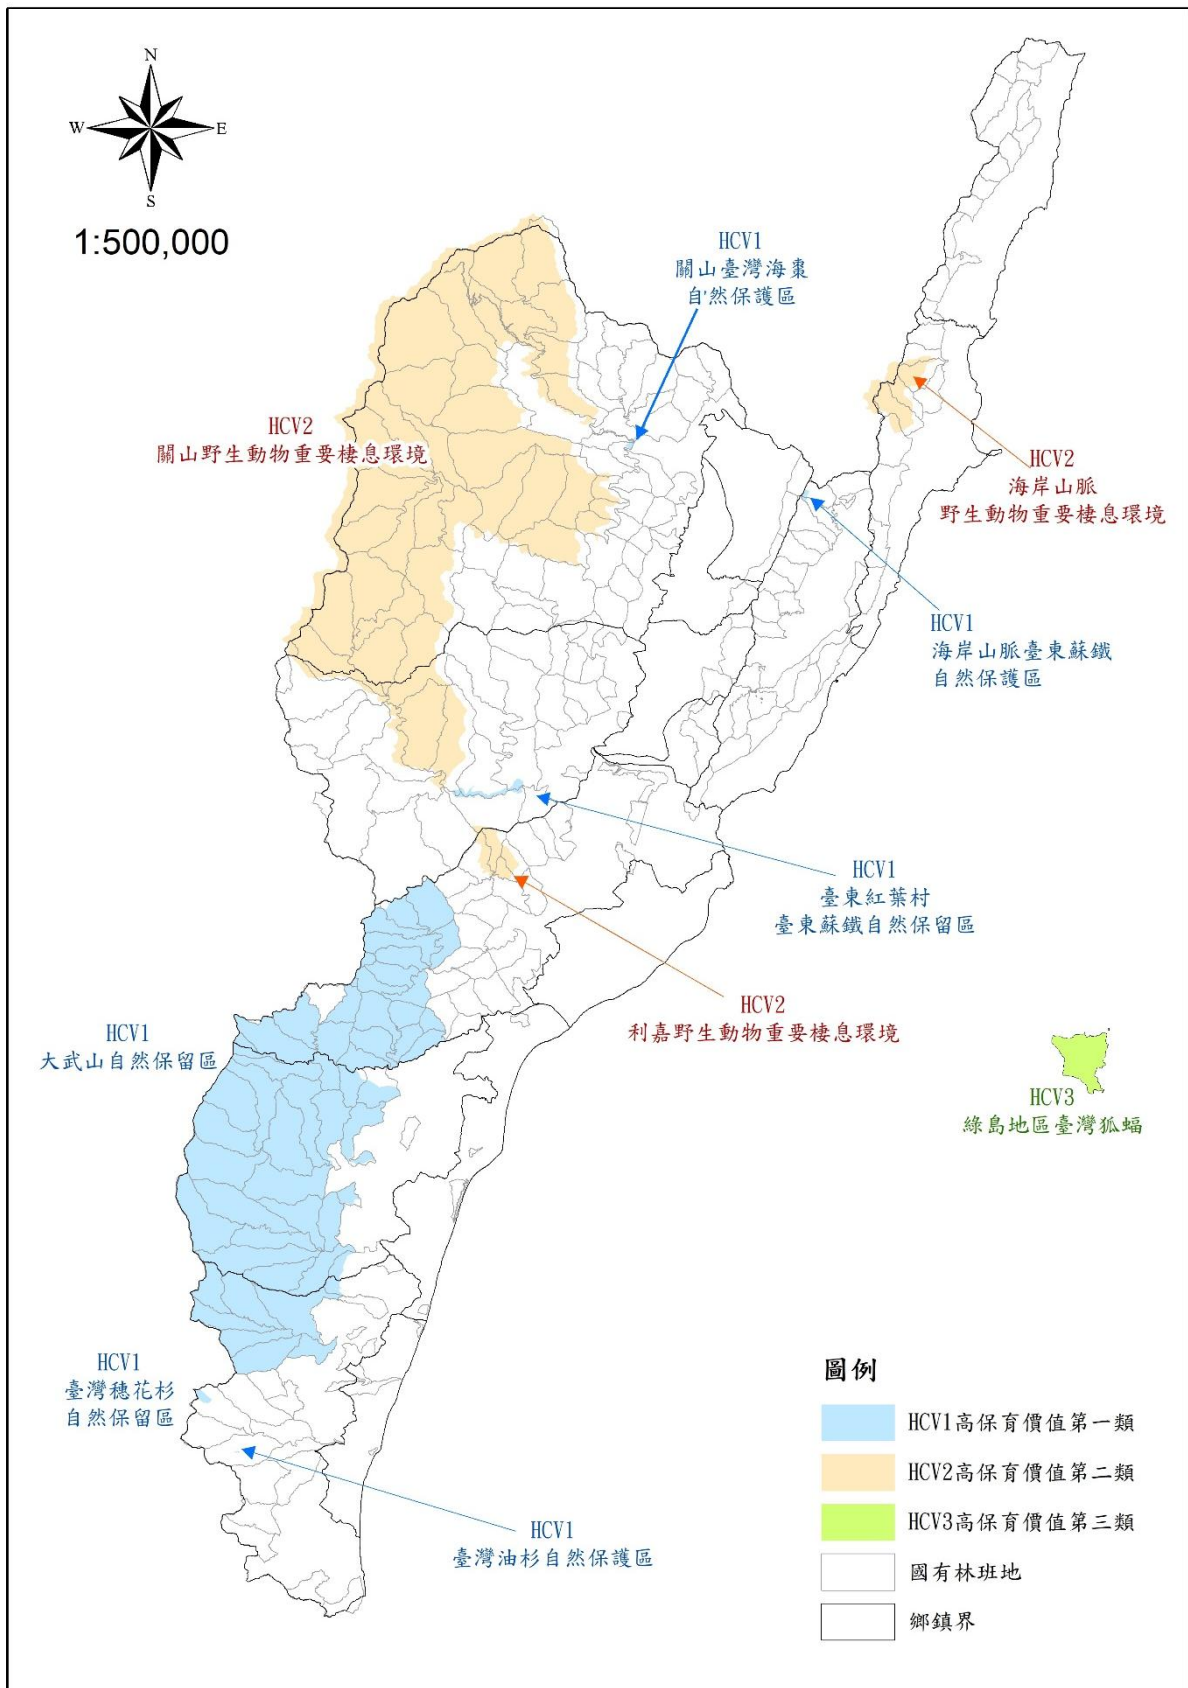 N
W
E
S
1:500,000
HCV1
關山臺灣海棗
自然保護區
HCV2
關山野生動物重要棲息環境
HCV2
海岸山脈
野生動物重要棲息環境
HCV1
海岸山脈臺東蘇鐵
自然保護區
HCV1
臺東紅葉村
臺東蘇鐵自然保留區
HCV2
利嘉野生動物重要棲息環境
HCV1
大武山自然保留區
HCV3
綠島地區臺灣狐蝠
HCV1
臺灣穗花杉
自然保留區
HCV1
臺灣油杉自然保護區
圖例
HCV1高保育價值第一類
HCV2高保育價值第二類
HCV3高保育價值第三類
國有林班地
鄉鎮界